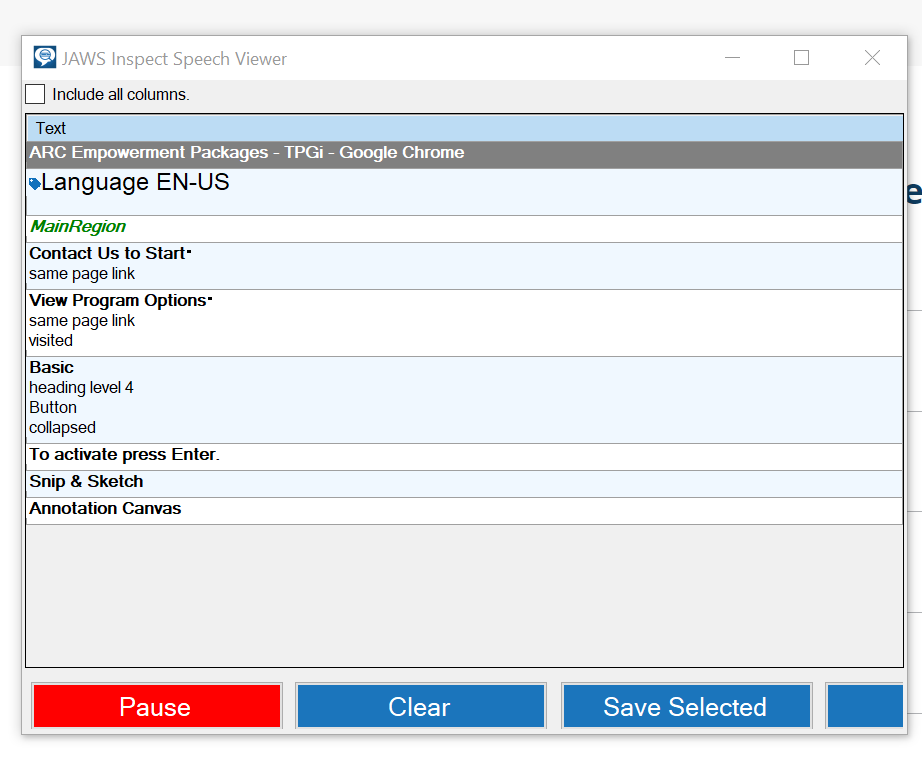 JAWS Inspect Speech Viewer
Include all columns.
Text
ARC Empowerment Packages - TPGi - Google Chrome
Language EN-US
MainRegion
Contact Us to Start
same page link
View Program Options
same page link
visited
Basic
heading level 4
Button
collapsed
To activate press Enter.
Snip & Sketch
Annotation Canvas
Pause
Clear
Save Selected
e